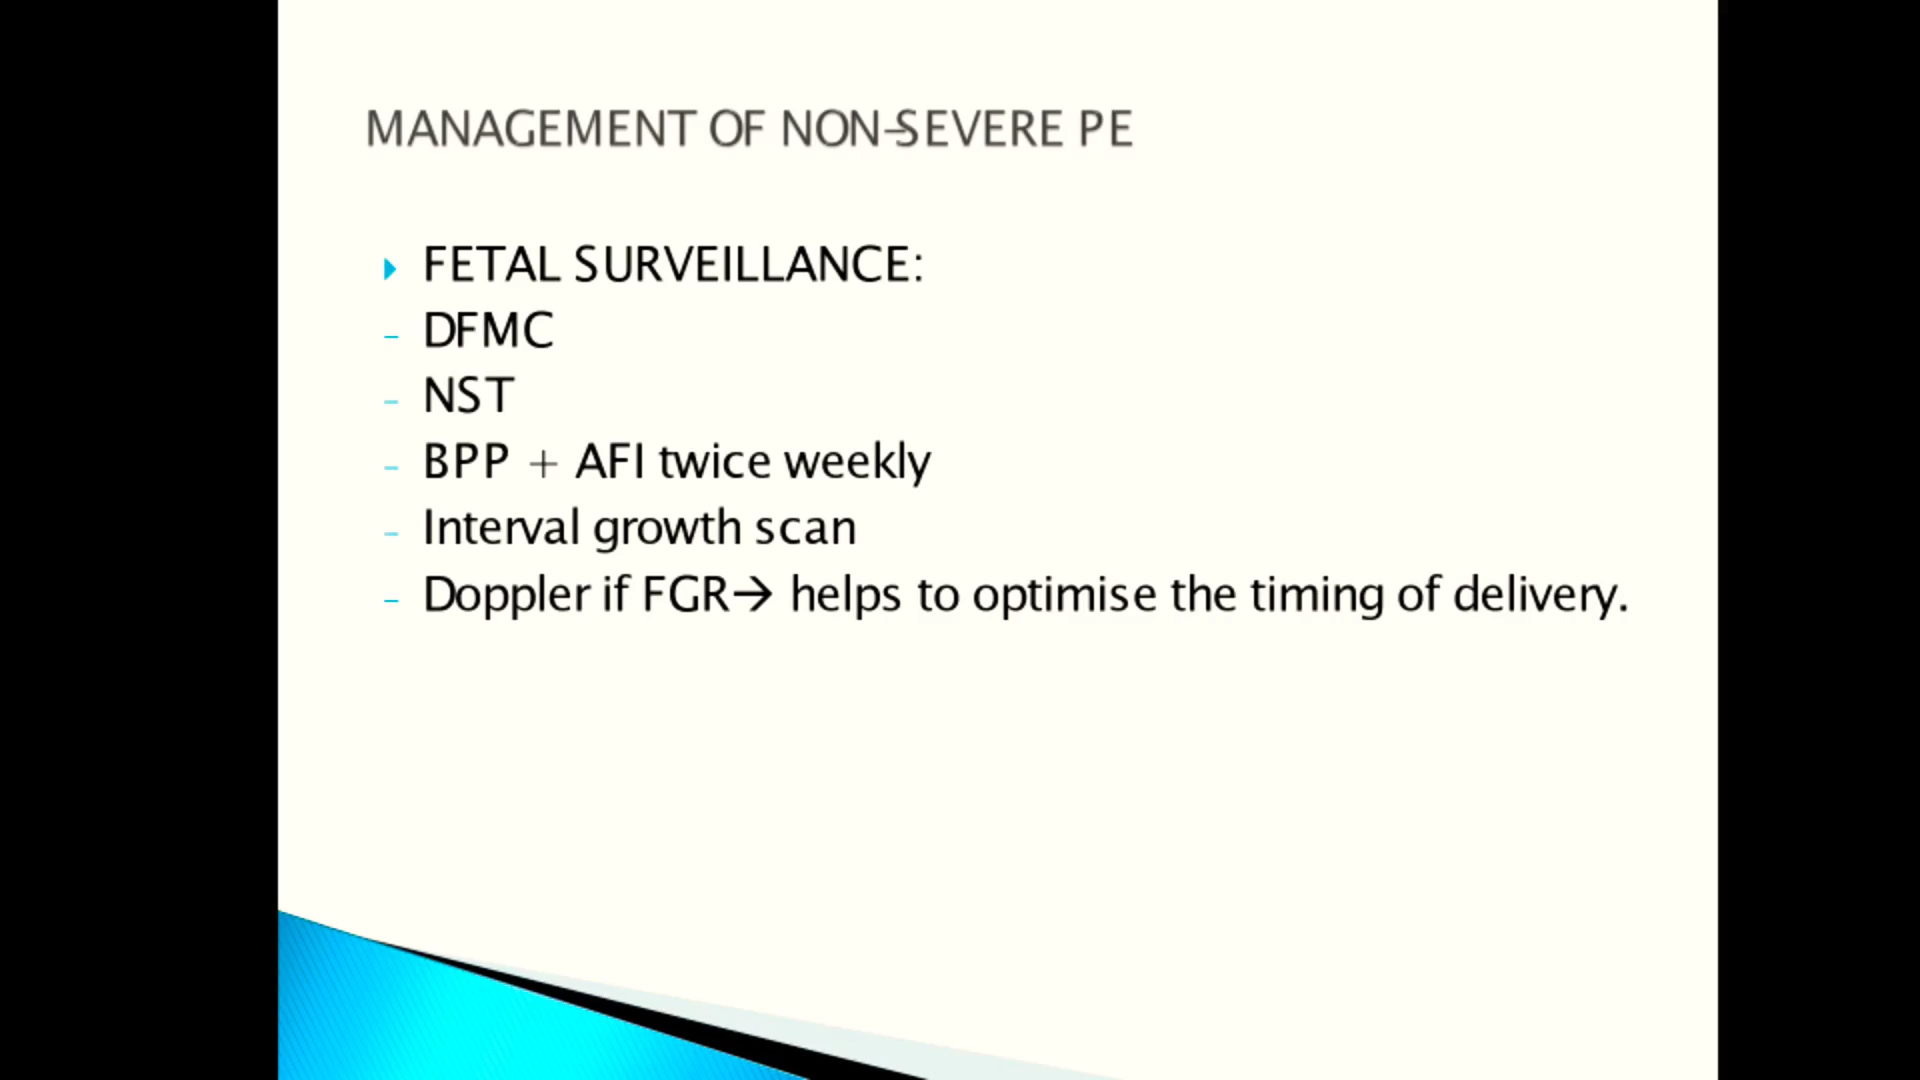 MANAGEMENT OF NON-SEVERE PE
FETAL SURVEILLANCE:
- DFMC
- NST
- BPP + AFI twice weekly
- Interval growth scan
- Doppler if FGR→ helps to optimise the timing of delivery.